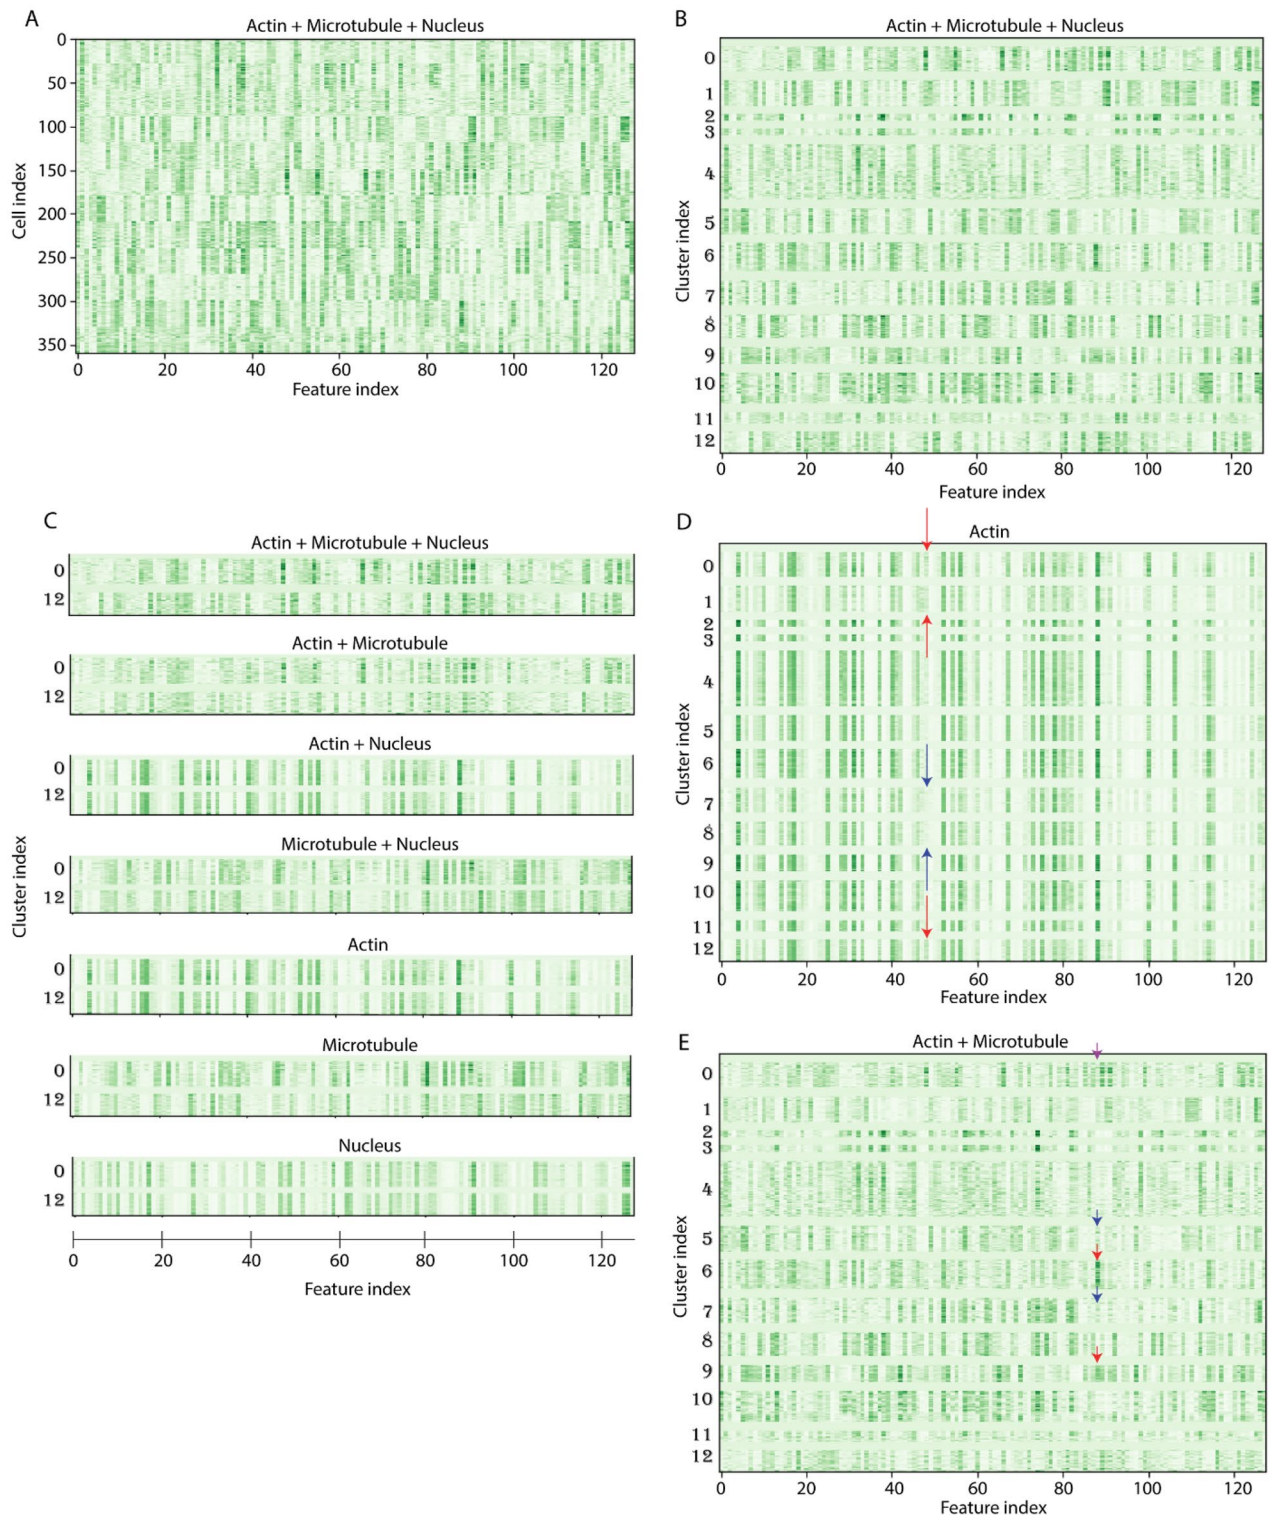 A
Actin + Microtubule + Nucleus
0
50
100
150
200
250
300
350
Cell index
0 20 40 60 80 100 120
Feature index
B
Actin + Microtubule + Nucleus
0
1
2
3
4
5
6
7
8
9
10
11
12
Cluster index
0 20 40 60 80 100 120
Feature index
C
Actin + Microtubule + Nucleus
0
12
Actin + Microtubule
0
12
Actin + Nucleus
0
12
Microtubule + Nucleus
0
12
Actin
0
12
Microtubule
0
12
Nucleus
0
12
Cluster index
0 20 40 60 80 100 120
Feature index
D
Actin
0
1
2
3
4
5
6
7
8
9
10
11
12
Cluster index
0 20 40 60 80 100 120
Feature index
E
Actin + Microtubule
0
1
2
3
4
5
6
7
8
9
10
11
12
Cluster index
0 20 40 60 80 100 120
Feature index